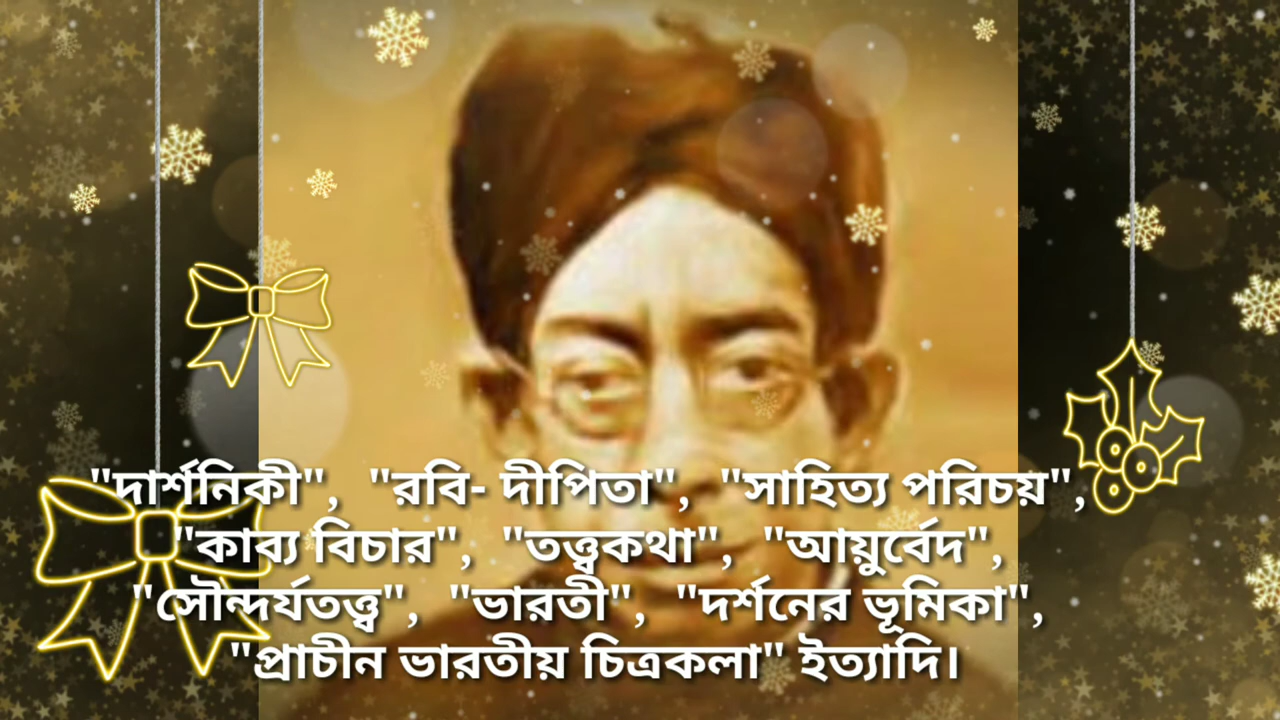 "দার্শনিকী", "রবি- দীপিতা", "সাহিত্য পরিচয়",
"কাব্য বিচার", "তত্ত্বকথা", "আয়ুর্বেদ",
"সৌন্দর্যতত্ত্ব", "ভারতী", "দর্শনের ভূমিকা",
"প্রাচীন ভারতীয় চিত্রকলা" ইত্যাদি।